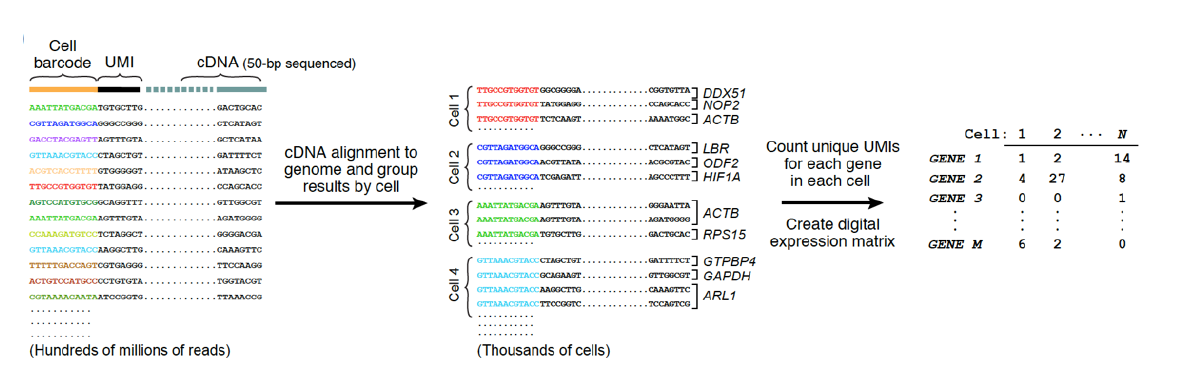 Cell barcode UMI cDNA (50-bp sequenced)
AAATTATGACGATGTGCTTG..............GACTGCAC
CGTTAGATGGCAGGGCCGGG..............CTCATAGT
GACCTACGAGTTAGTTTGTA..............GCTCATAA
GTTAAACGTACCCTAGCTGT..............GATTTTCT
ACGTCACCTTTTGTGGGGGT..............ATAAGCTC
TTGCCGTGGTGTTATGGAGG..............CCAGCACC
AGTCCATGTGCGGCAGGTTT..............GTTGGCGT
AAATTATGACGAAGTTTGTA..............AGATGGGG
CCAAAGATGTCCTCTAGGCT..............GGGGACGA
GTTAAACGTACCAAGGCTTG..............CAAAGTTC
TTTTTGACCAGTCGTGAGGG..............TTCCAAGG
ACTGTCCATGCCCCTGTGTA..............TGGTACGT
CGTAAAACAATAATCCGGTG..............TTAAACCG
(Hundreds of millions of reads)
cDNA alignment to
genome and group
results by cell
Cell 1
TTGCCGTGGTGTGGCGGGGA..............CGGTGTTA DDX51
TTGCCGTGGTGTTATGGAGG..............CCAGCACC NOP2
TTGCCGTGGTGTTCTCAAGT..............AAAATGGC ACTB
Cell 2
CGTTAGATGGCAGGGCCGGG..............CTCATAGT LBR
CGTTAGATGGCAACGTTATA..............ACGCGTAC ODF2
CGTTAGATGGCATCGAGATT..............AGCCCTTT HIF1A
Cell 3
AAATTATGACGAAGTTTGTA..............GGGAATTA
AAATTATGACGAAGTTTGTA..............AGATGGGG ACTB
AAATTATGACGATGTGCTTG..............GACTGCAC RPS15
Cell 4
GTTAAACGTACCCTAGCTGT..............GATTTTCT GTPBP4
GTTAAACGTACCGCAGAAGT..............GTTGGCGT GAPDH
GTTAAACGTACCAAGGCTTG..............CAAAGTTC
GTTAAACGTACCTTCCGGTC..............TCCAGTCG ARL1
(Thousands of cells)
Count unique UMIs
for each gene
in each cell
Create digital
expression matrix
Cell: 1 2 ··· N
GENE 1 1 2 14
GENE 2 4 27 8
GENE 3 0 0 1
GENE M 6 2 0